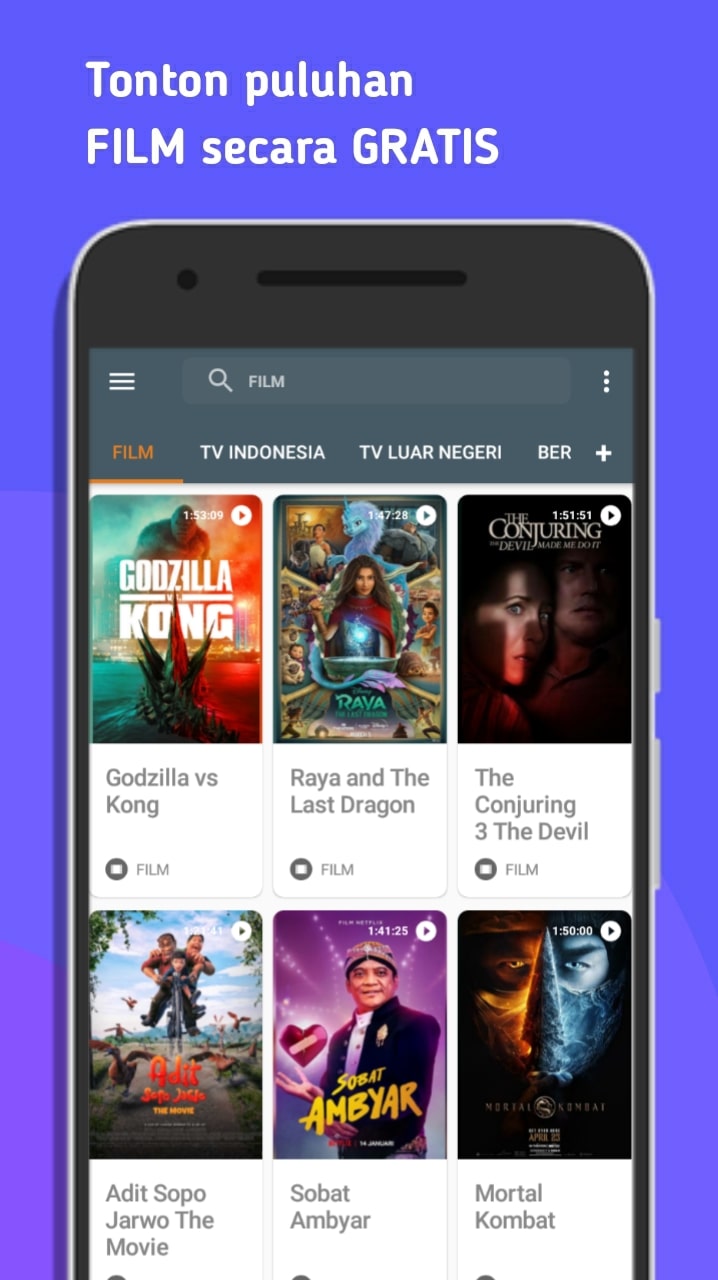 Tonton puluhan
FILM secara GRATIS
FILM
FILM TV INDONESIA TV LUAR NEGERI BER +
1:53:09
GODZILLA
VS
KONG
1:47:28
Disney
RAYA
AND THE LAST DRAGON
1:51:51
THE
CONJURING
THE DEVIL MADE ME DO IT
Godzilla vs
Kong
FILM
Raya and The
Last Dragon
FILM
The
Conjuring
3 The Devil
FILM
Adit
Sopo Jarwo
THE MOVIE
FILM NETFLIX
1:41:25
SOBAT
AMBYAR
14 JANUARI
1:50:00
MORTAL KOMBAT
APRIL 23
Adit Sopo
Jarwo The
Movie
Sobat
Ambyar
Mortal
Kombat